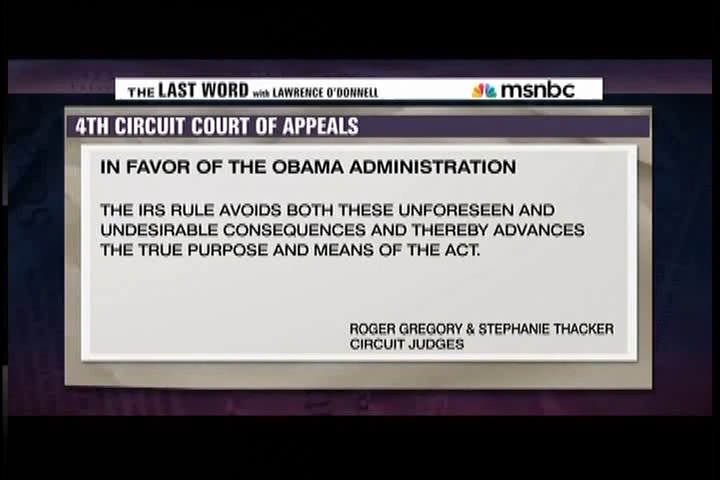 THE LAST WORD WITH LAWRENCE O'DONNELL
msnbc
4TH CIRCUIT COURT OF APPEALS
IN FAVOR OF THE OBAMA ADMINISTRATION
THE IRS RULE AVOIDS BOTH THESE UNFORESEEN AND
UNDESIRABLE CONSEQUENCES AND THEREBY ADVANCES
THE TRUE PURPOSE AND MEANS OF THE ACT.
ROGER GREGORY & STEPHANIE THACKER
CIRCUIT JUDGES